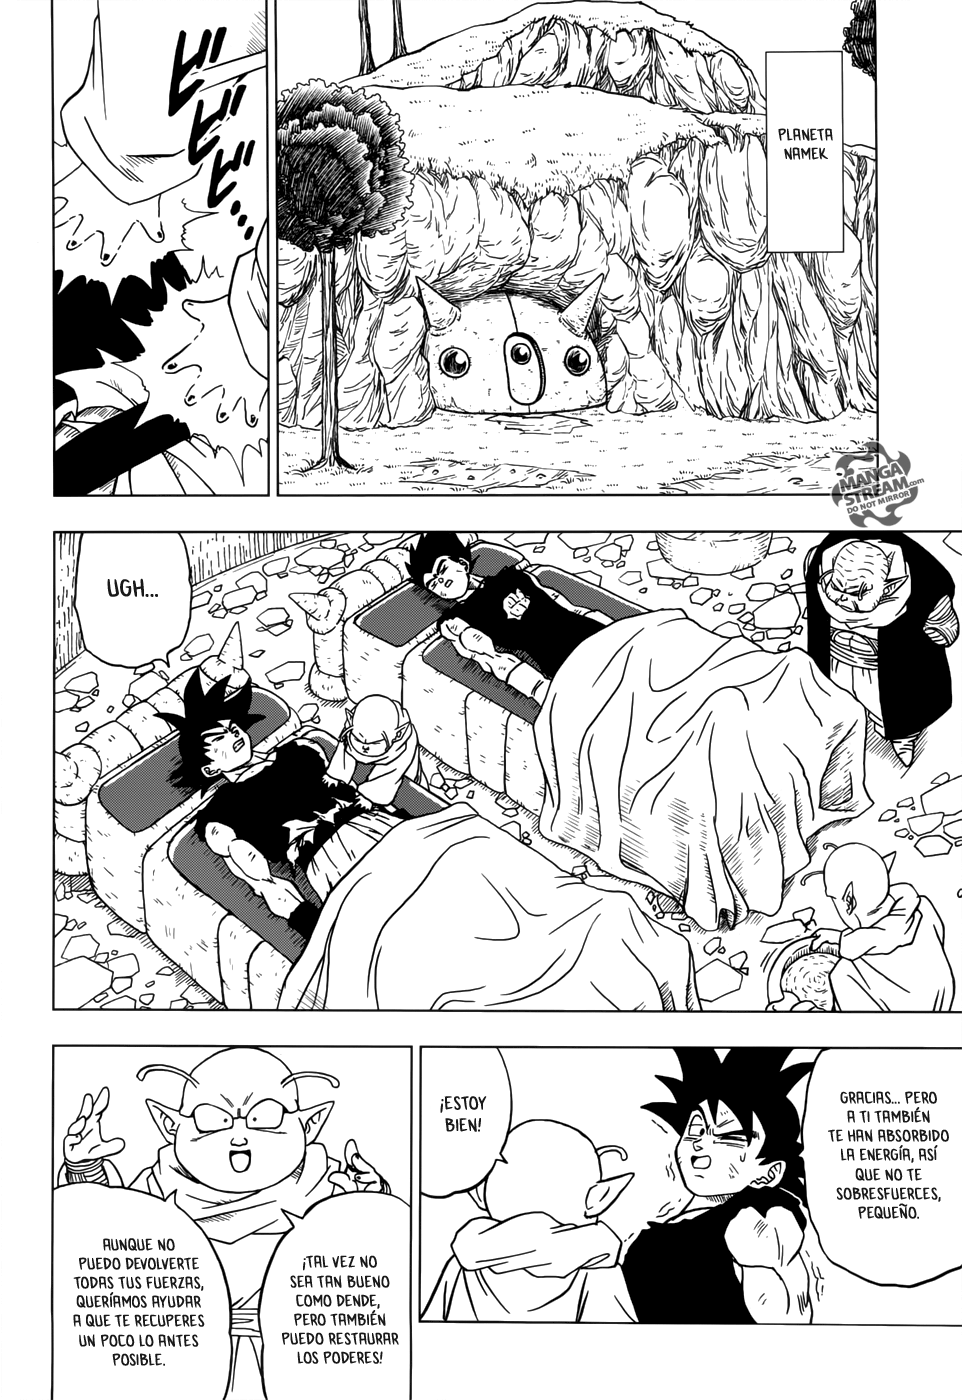 PLANETA
NAMEK
ビビビ...
MANGA
STREAM.com
DO NOT MIRROR
UGH...
GRACIAS... PERO
A TI TAMBIÉN
TE HAN ABSORBIDO
LA ENERGÍA, ASÍ
QUE NO TE
SOBRESFUERCES,
PEQUEÑO.
¡ESTOY
BIEN!
¡TAL VEZ NO
SEA TAN BUENO
COMO DENDE,
PERO TAMBIÉN
PUEDO RESTAURAR
LOS PODERES!
AUNQUE NO
PUEDO DEVOLVERTE
TODAS TUS FUERZAS,
QUERÍAMOS AYUDAR
A QUE TE RECUPERES
UN POCO LO ANTES
POSIBLE.